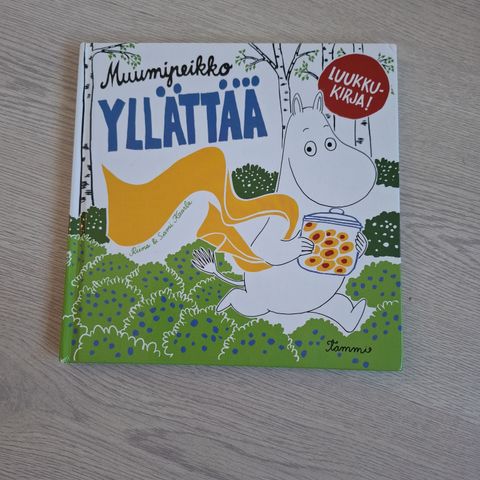 Muumipeikko
YLLÄTTÄÄ
LUUKKU-
KIRJA!
Riina & Sami Kaarla
Tammi